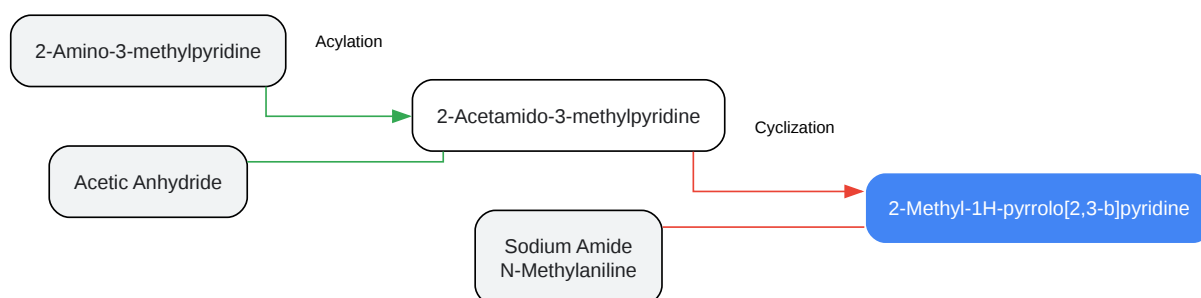 2-Amino-3-methylpyridine
Acylation
2-Acetamido-3-methylpyridine
Cyclization
Acetic Anhydride
2-Methyl-1H-pyrrolo[2,3-b]pyridine
Sodium Amide
N-Methylaniline